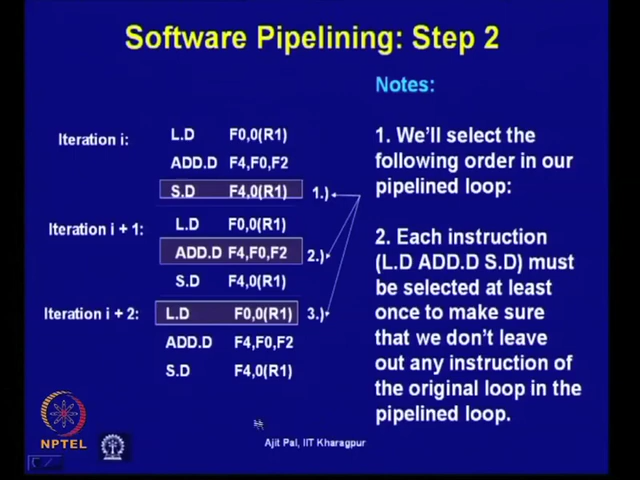 Software Pipelining: Step 2
Iteration i:
L.D F0,0(R1)
ADD.D F4,F0,F2
S.D F4,0(R1) 1.)
Iteration i + 1:
L.D F0,0(R1)
ADD.D F4,F0,F2 2.)
S.D F4,0(R1)
Iteration i + 2:
L.D F0,0(R1) 3.)
ADD.D F4,F0,F2
S.D F4,0(R1)
Notes:
1. We'll select the
following order in our
pipelined loop:
2. Each instruction
(L.D ADD.D S.D) must
be selected at least
once to make sure
that we don't leave
out any instruction of
the original loop in the
pipelined loop.
NPTEL
Ajit Pal, IIT Kharagpur